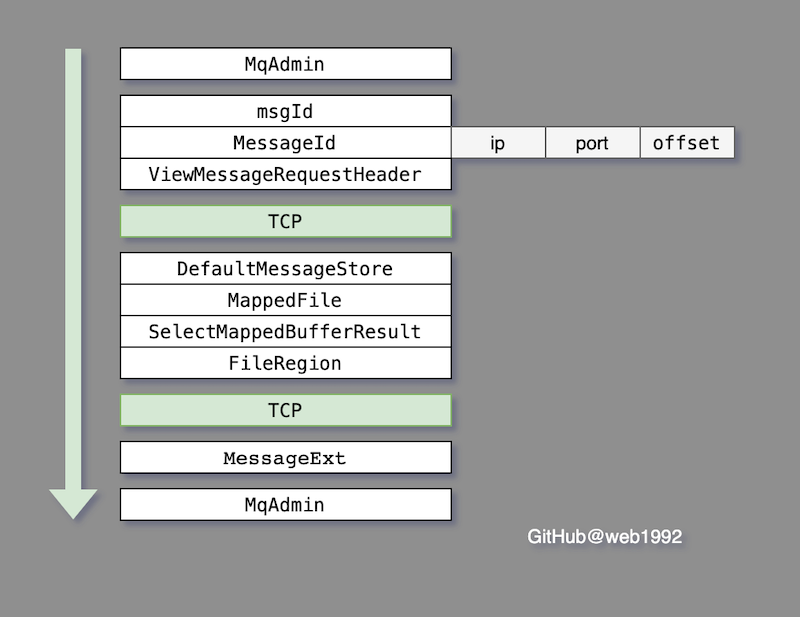 MqAdmin
msgId
MessageId ip port offset
ViewMessageRequestHeader
TCP
DefaultMessageStore
MappedFile
SelectMappedBufferResult
FileRegion
TCP
MessageExt
MqAdmin
GitHub@web1992